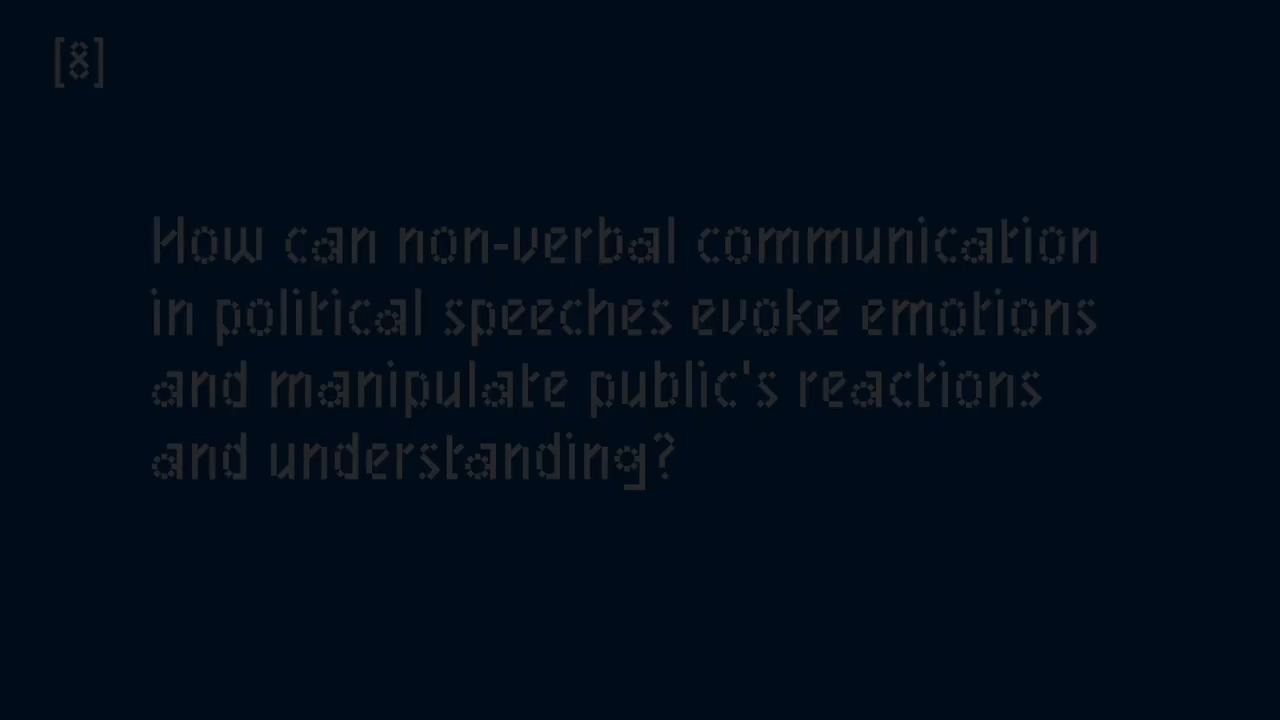 [8]
How can non-verbal communication
in political speeches evoke emotions
and manipulate public's reactions
and understanding?